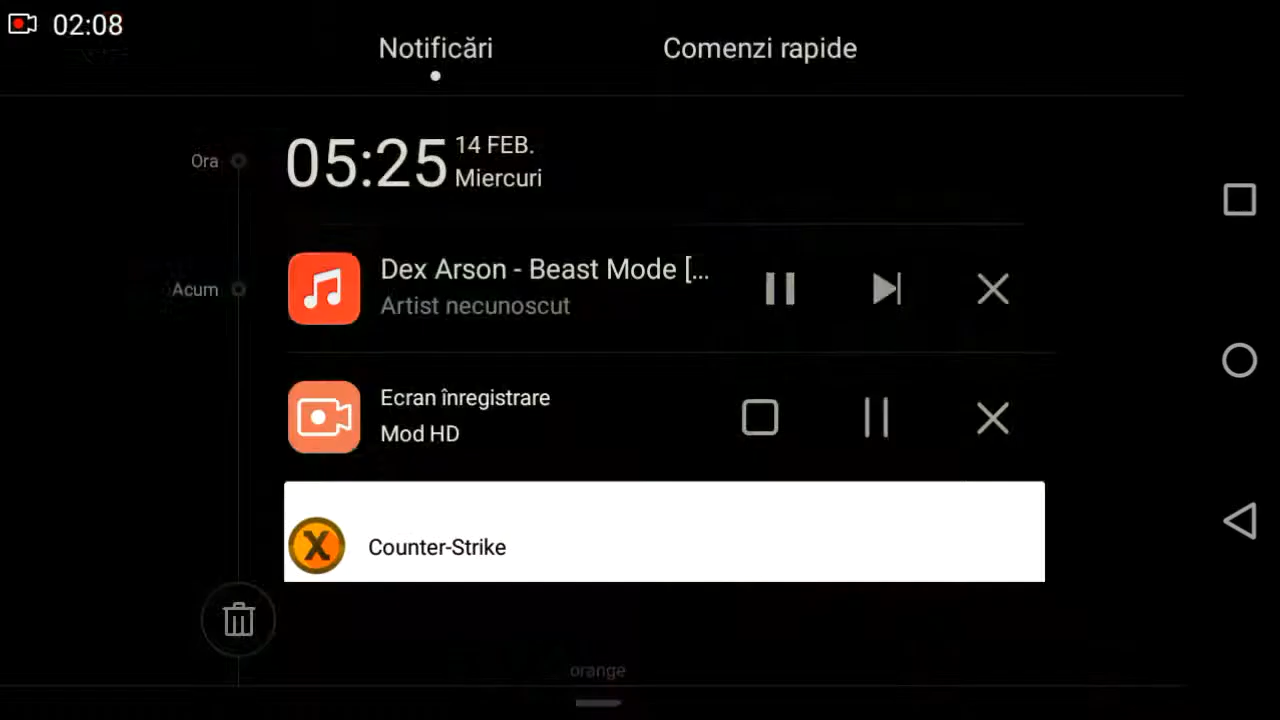 02:08
Notificări
Comenzi rapide
Ora
05:25
14 FEB.
Miercuri
Acum
Dex Arson - Beast Mode [...
Artist necunoscut
Ecran înregistrare
Mod HD
X
Counter-Strike
orange